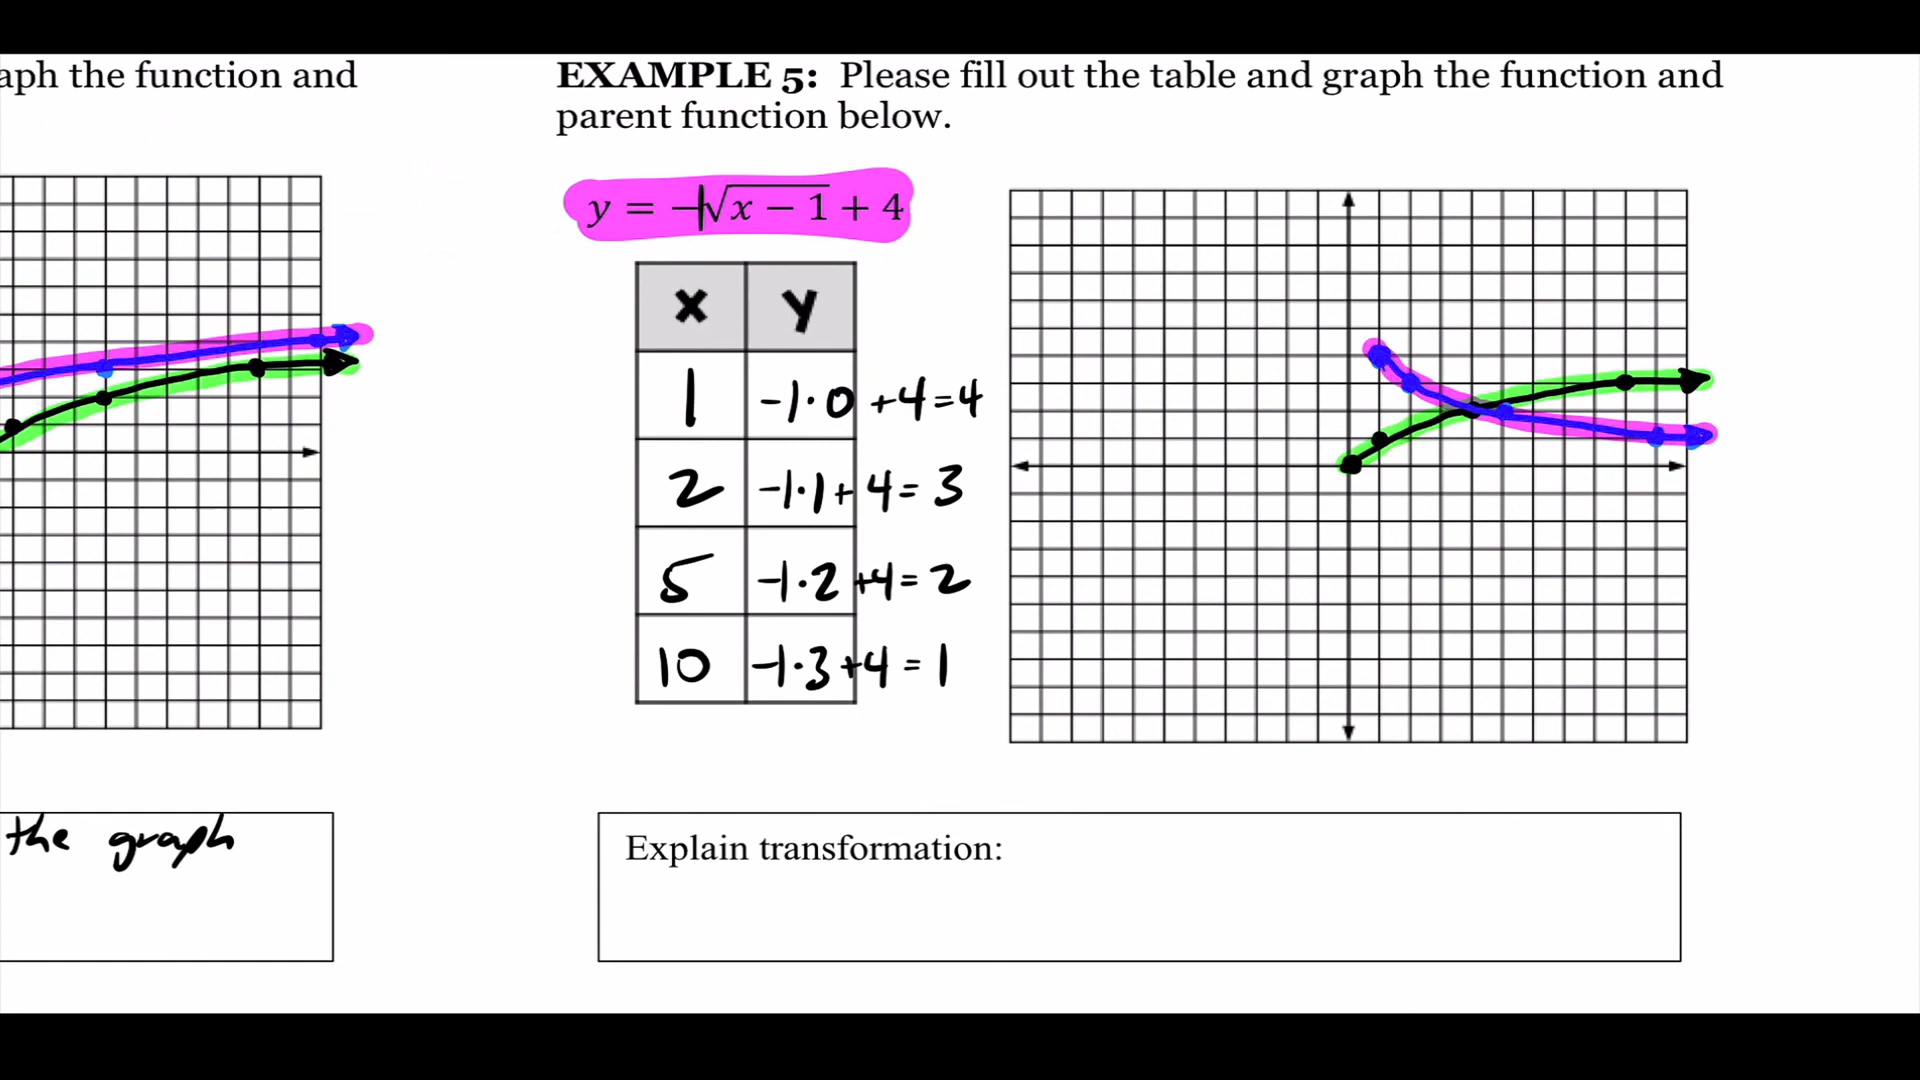 aph the function and
EXAMPLE 5: Please fill out the table and graph the function and
parent function below.
y = -1√x − 1 + 4
x y
1 -1·0 +4=4
2 -1·1+ 4= 3
5 -1·2 +4= 2
10 -1·3+4 = 1
the graph
Explain transformation: